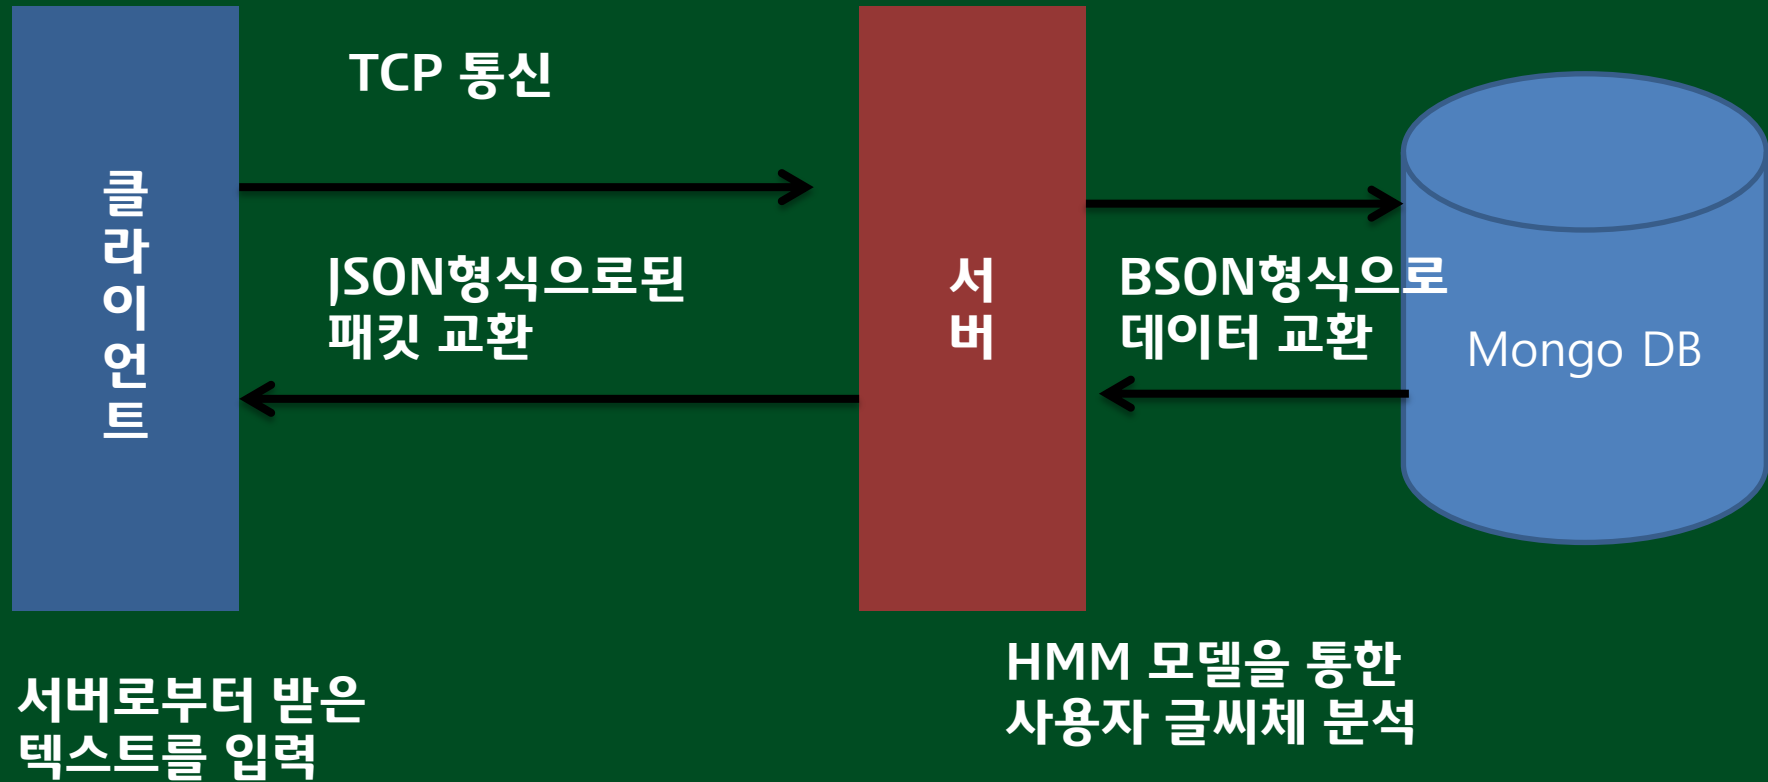 TCP 통신
클라이언트
JSON형식으로된
패킷 교환
서버
BSON형식으로
데이터 교환
Mongo DB
서버로부터 받은
텍스트를 입력
HMM 모델을 통한
사용자 글씨체 분석